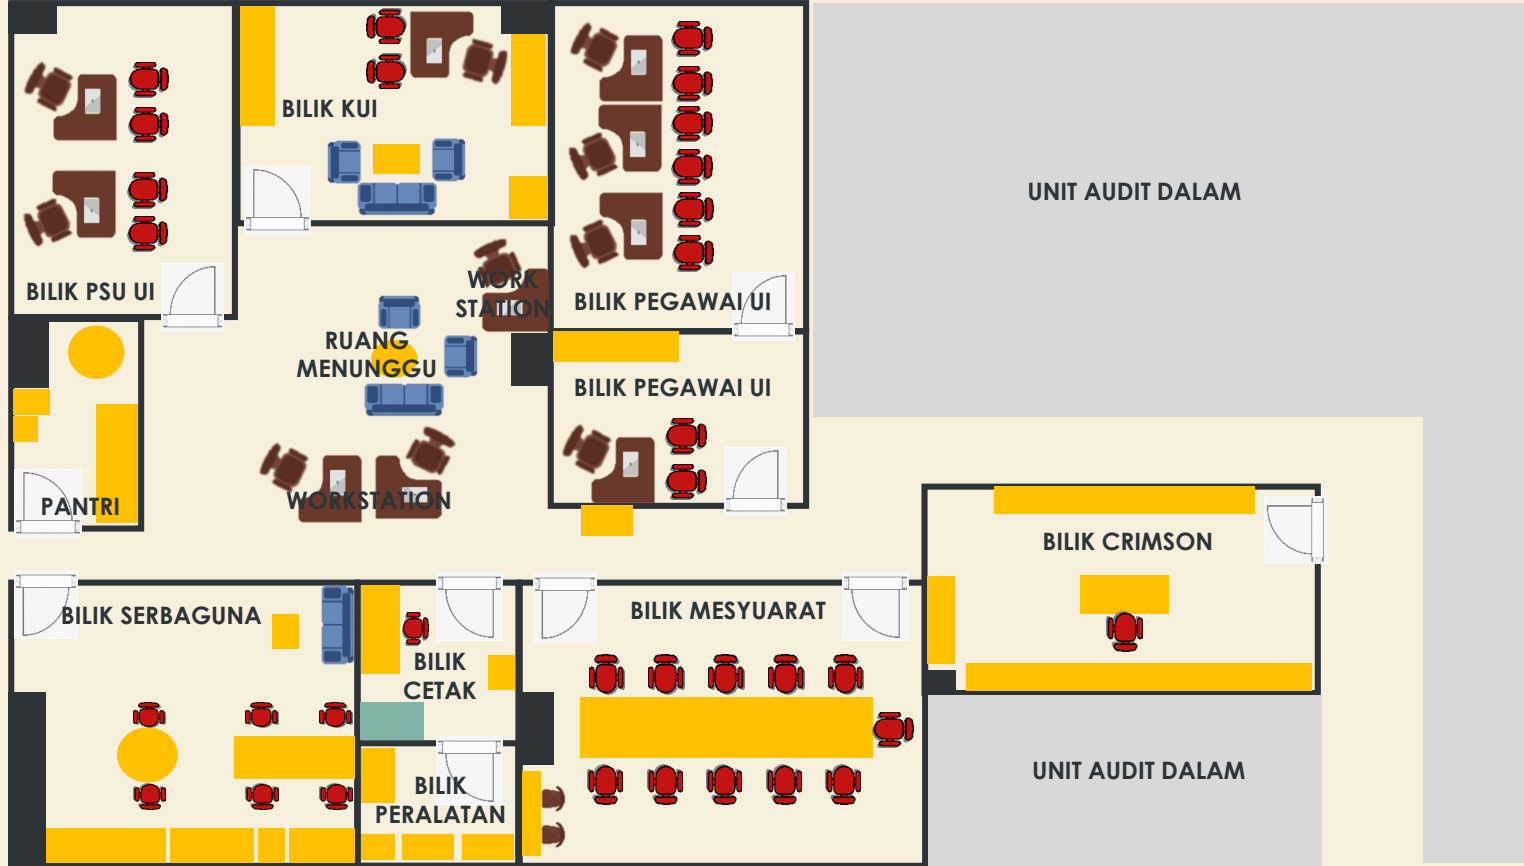 BILIK KUI
UNIT AUDIT DALAM
BILIK PSU UI
WORK
STATION
BILIK PEGAWAI UI
RUANG
MENUNGGU
BILIK PEGAWAI UI
PANTRI
WORKSTATION
BILIK CRIMSON
BILIK SERBAGUNA
BILIK MESYUARAT
BILIK
CETAK
UNIT AUDIT DALAM
BILIK
PERALATAN